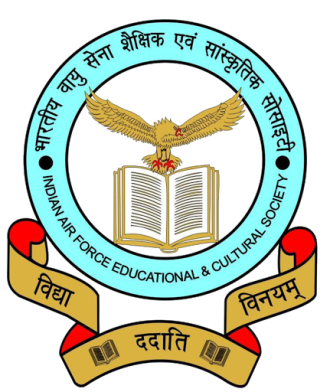 भारतीय वायु सेना शैक्षिक एवं सांस्कृतिक सोसाइटी
INDIAN AIR FORCE EDUCATIONAL & CULTURAL SOCIETY
विद्या
ददाति
विनयम्